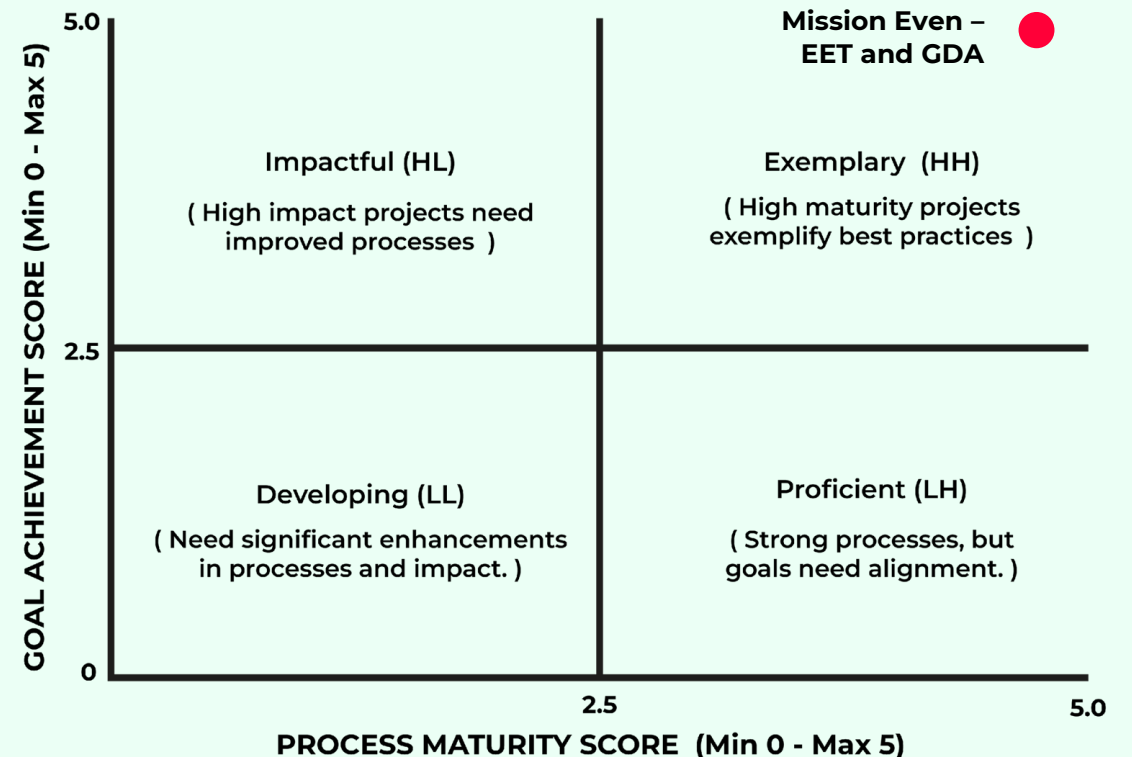 5.0
Mission Even –
EET and GDA
GOAL ACHIEVEMENT SCORE (Min 0 - Max 5)
Impactful (HL)
( High impact projects need
improved processes )
Exemplary (HH)
( High maturity projects
exemplify best practices )
2.5
Developing (LL)
( Need significant enhancements
in processes and impact. )
Proficient (LH)
( Strong processes, but
goals need alignment. )
0
2.5
5.0
PROCESS MATURITY SCORE (Min 0 - Max 5)